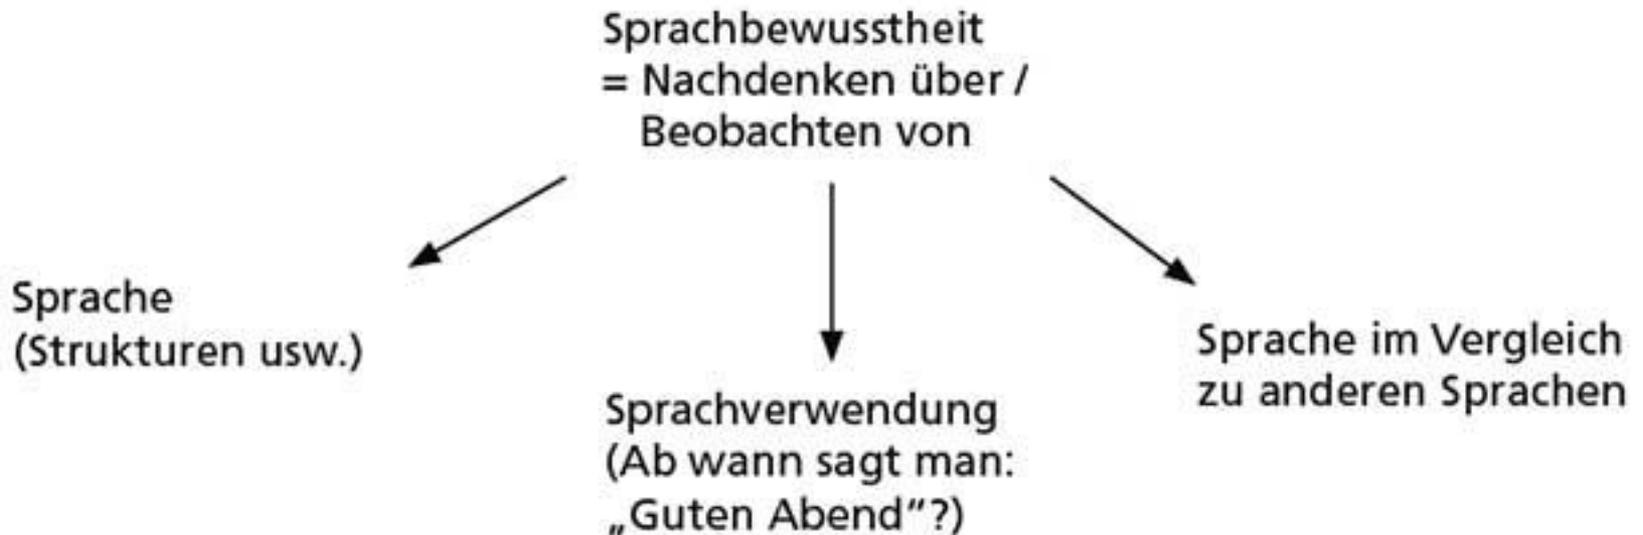 Sprachbewusstheit
= Nachdenken über /
Beobachten von
Sprache
(Strukturen usw.)
Sprachverwendung
(Ab wann sagt man:
„Guten Abend“?)
Sprache im Vergleich
zu anderen Sprachen